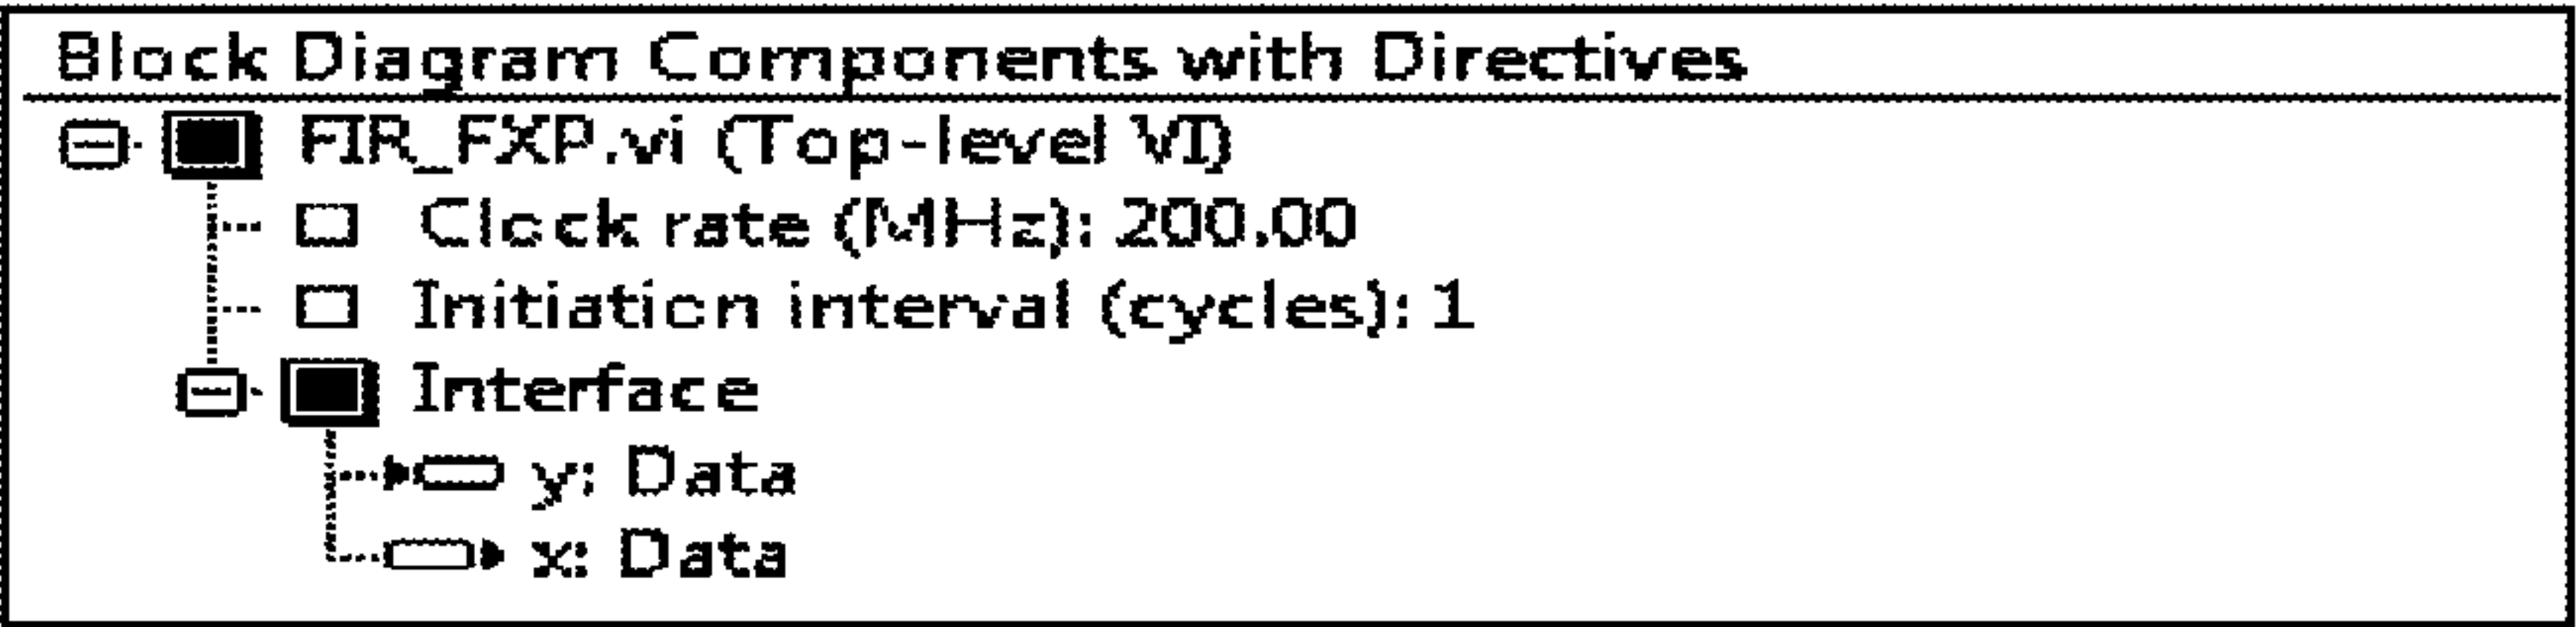 Block Diagram Components with Directives
FIR_FXP.vi (Top-level VI)
Clock rate (MHz): 200.00
Initiation interval (cycles): 1
Interface
y: Data
x: Data